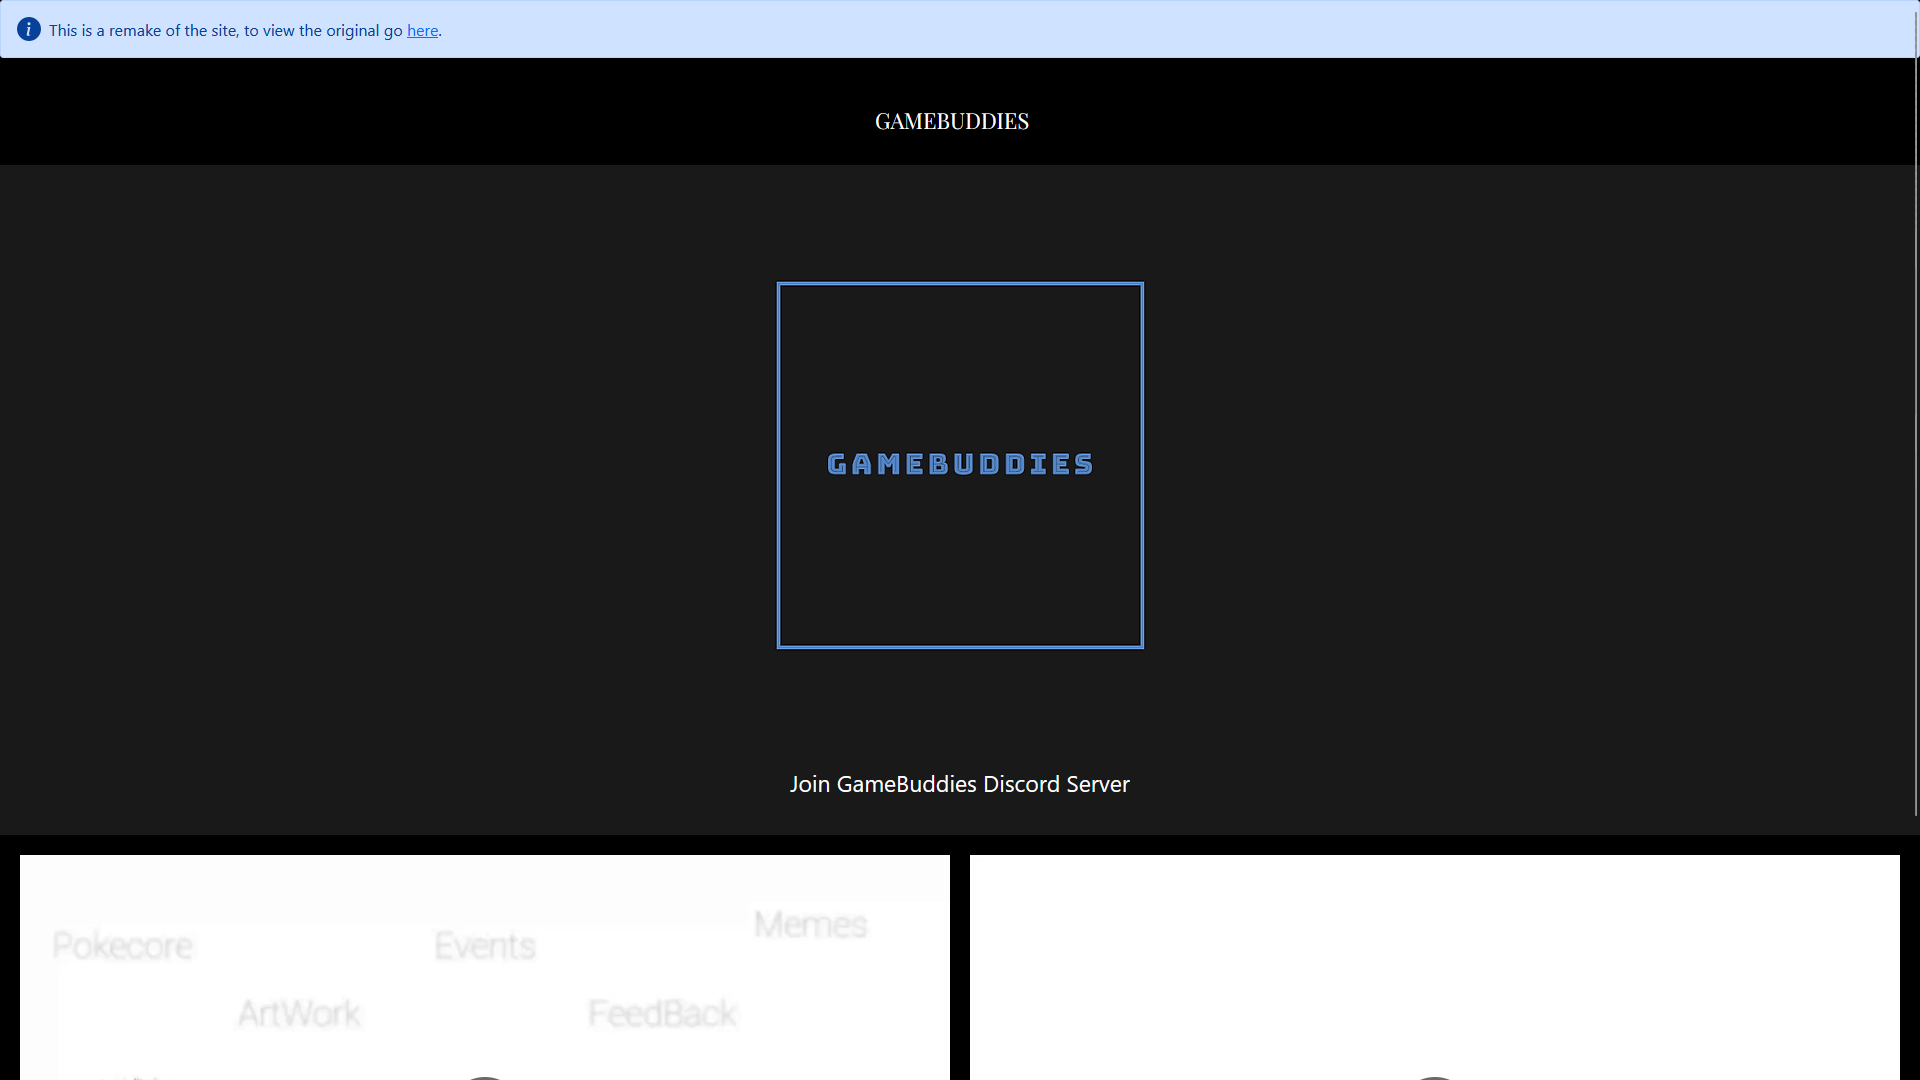 This is a remake of the site, to view the original go here.
GAMEBUDDIES
GAMEBUDDIES
Join GameBuddies Discord Server
Memes
Pokecore
Events
ArtWork
FeedBack